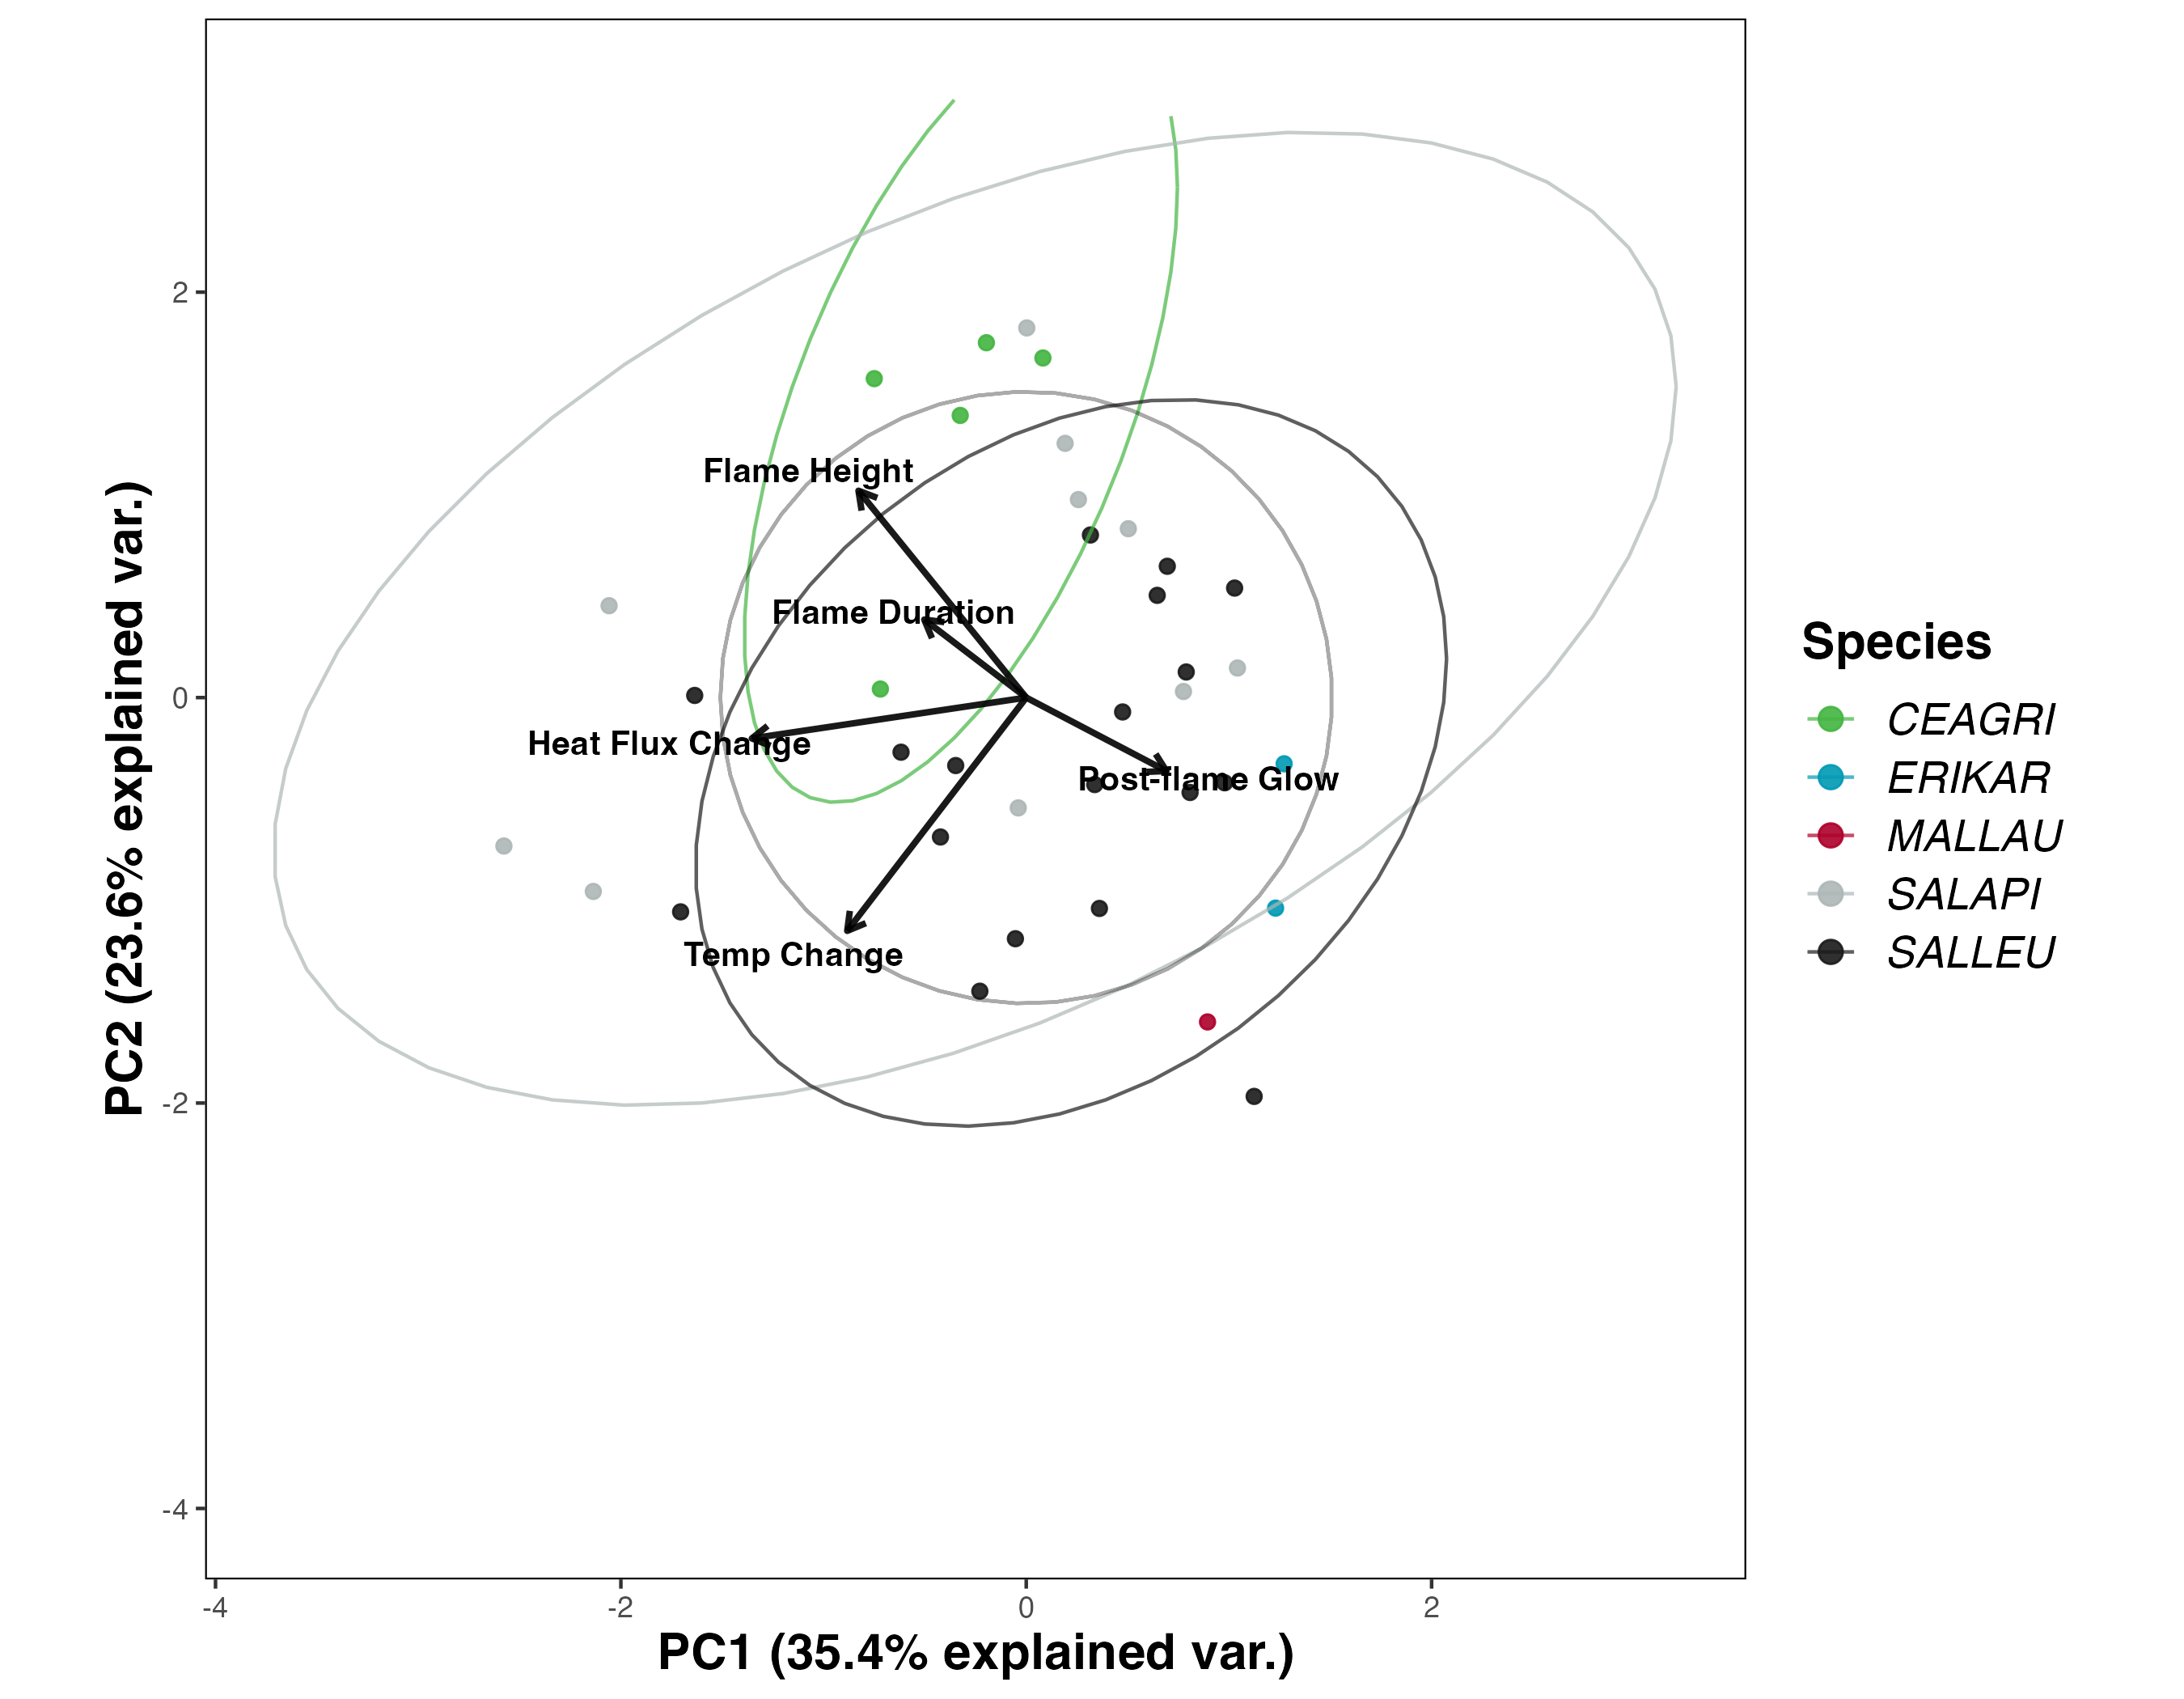 PC2 (23.6% explained var.)
2
0
-2
-4
-4
-2
0
2
PC1 (35.4% explained var.)
Flame Height
Flame Duration
Heat Flux Change
Post-flame Glow
Temp Change
Species
CEAGRI
ERIKAR
MALLAU
SALAPI
SALLEU